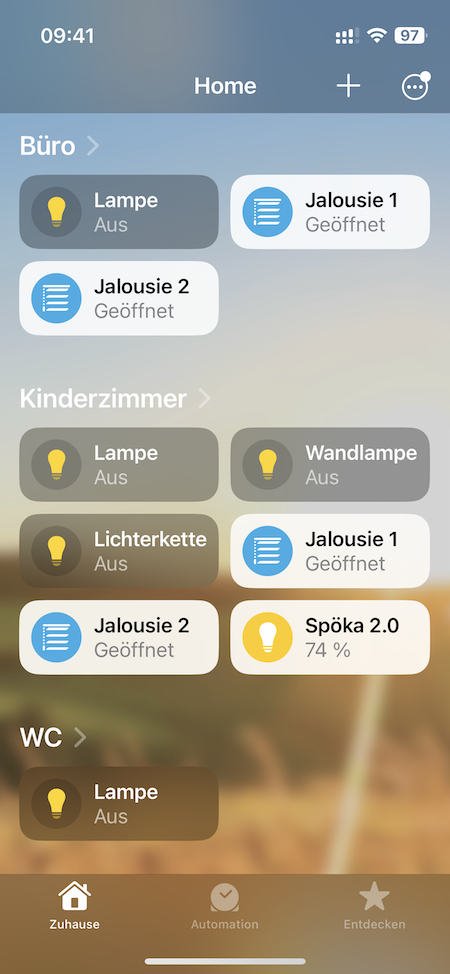 09:41
97
Home
Büro
Lampe
Aus
Jalousie 1
Geöffnet
Jalousie 2
Geöffnet
Kinderzimmer
Lampe
Aus
Wandlampe
Aus
Lichterkette
Aus
Jalousie 1
Geöffnet
Jalousie 2
Geöffnet
Spöka 2.0
74 %
WC
Lampe
Aus
Zuhause
Automation
Entdecken